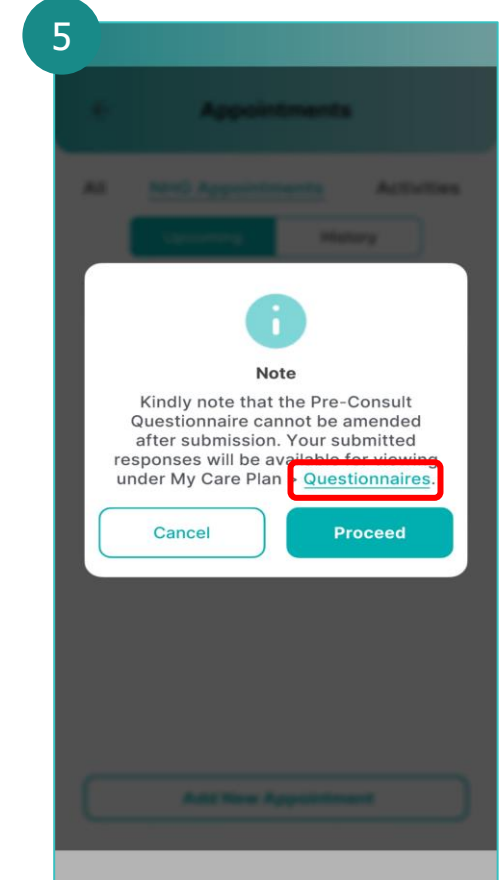 5
Appointments
All NHG Appointments Activities
Upcoming History
Note
Kindly note that the Pre-Consult
Questionnaire cannot be amended
after submission. Your submitted
responses will be available for viewing
under My Care Plan > Questionnaires.
Cancel Proceed
Add New Appointment